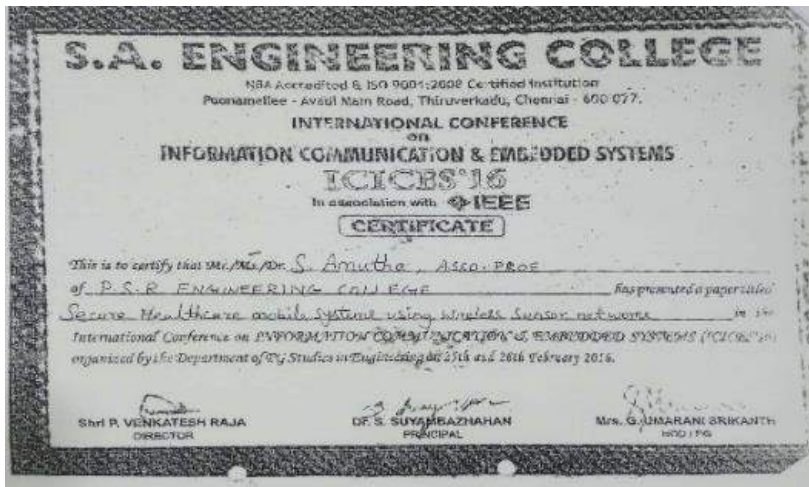 S.A. ENGINEERING COLLEGE
NBA Accredited & ISO 9001:2008 Certified Institution
Poonamallee - Avadi Main Road, Thiruverkadu, Chennai - 600 077.
INTERNATIONAL CONFERENCE
on
INFORMATION COMMUNICATION & EMBEDDED SYSTEMS
ICICES'16
In association with IEEE
CERTIFICATE
This is to certify that Mr./Ms./Dr. S. Amutha, ASSO. PROF
of P.S.R ENGINEERING COLLEGE has presented a paper titled
Secure Healthcare mobile System using wireless Sensor network in the
International Conference on INFORMATION COMMUNICATION & EMBEDDED SYSTEMS (ICICES'16)
organized by the Department of PG Studies in Engineering on 25th and 26th February 2016.
Shri P. VENKATESH RAJA
DIRECTOR
Dr. S. SUYAMBAZHAHAN
PRINCIPAL
Mrs. G. UMARANI SRIKANTH
HOD / PG